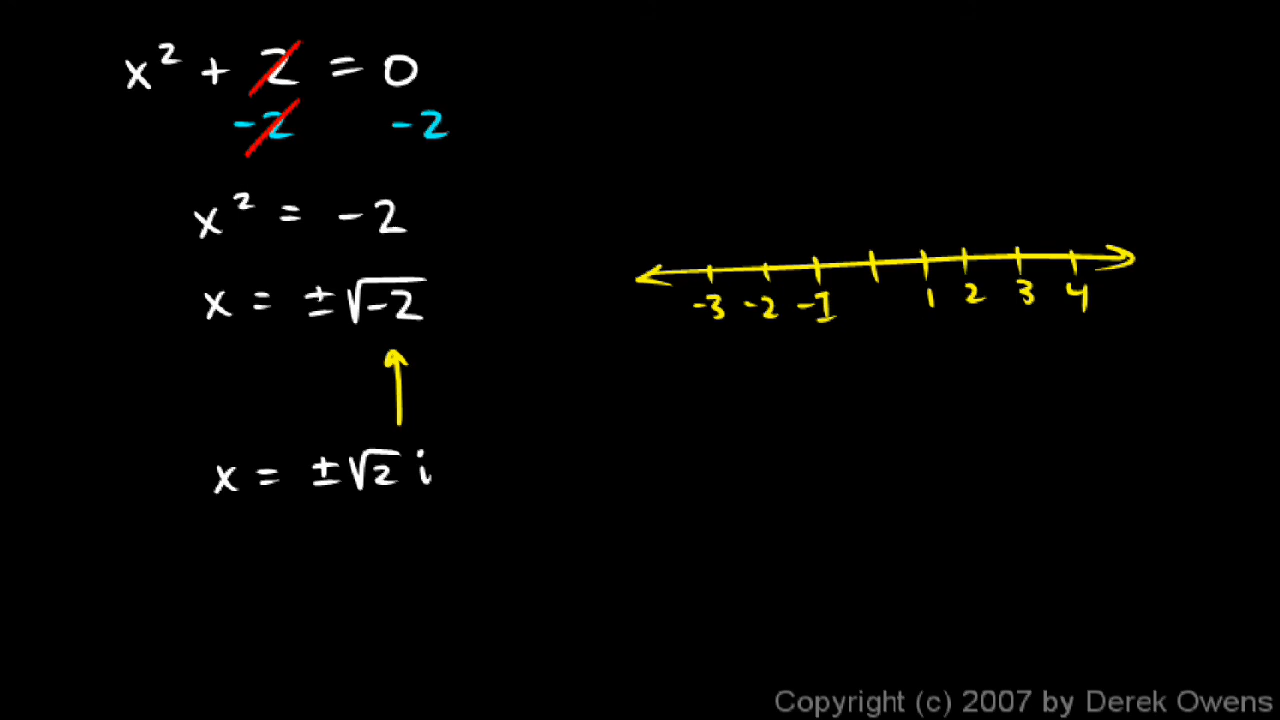 x² + 2 = 0
-2 -2
x² = -2
x = ±√-2
x = ±√2 i
-3 -2 -1 1 2 3 4
Copyright (c) 2007 by Derek Owens